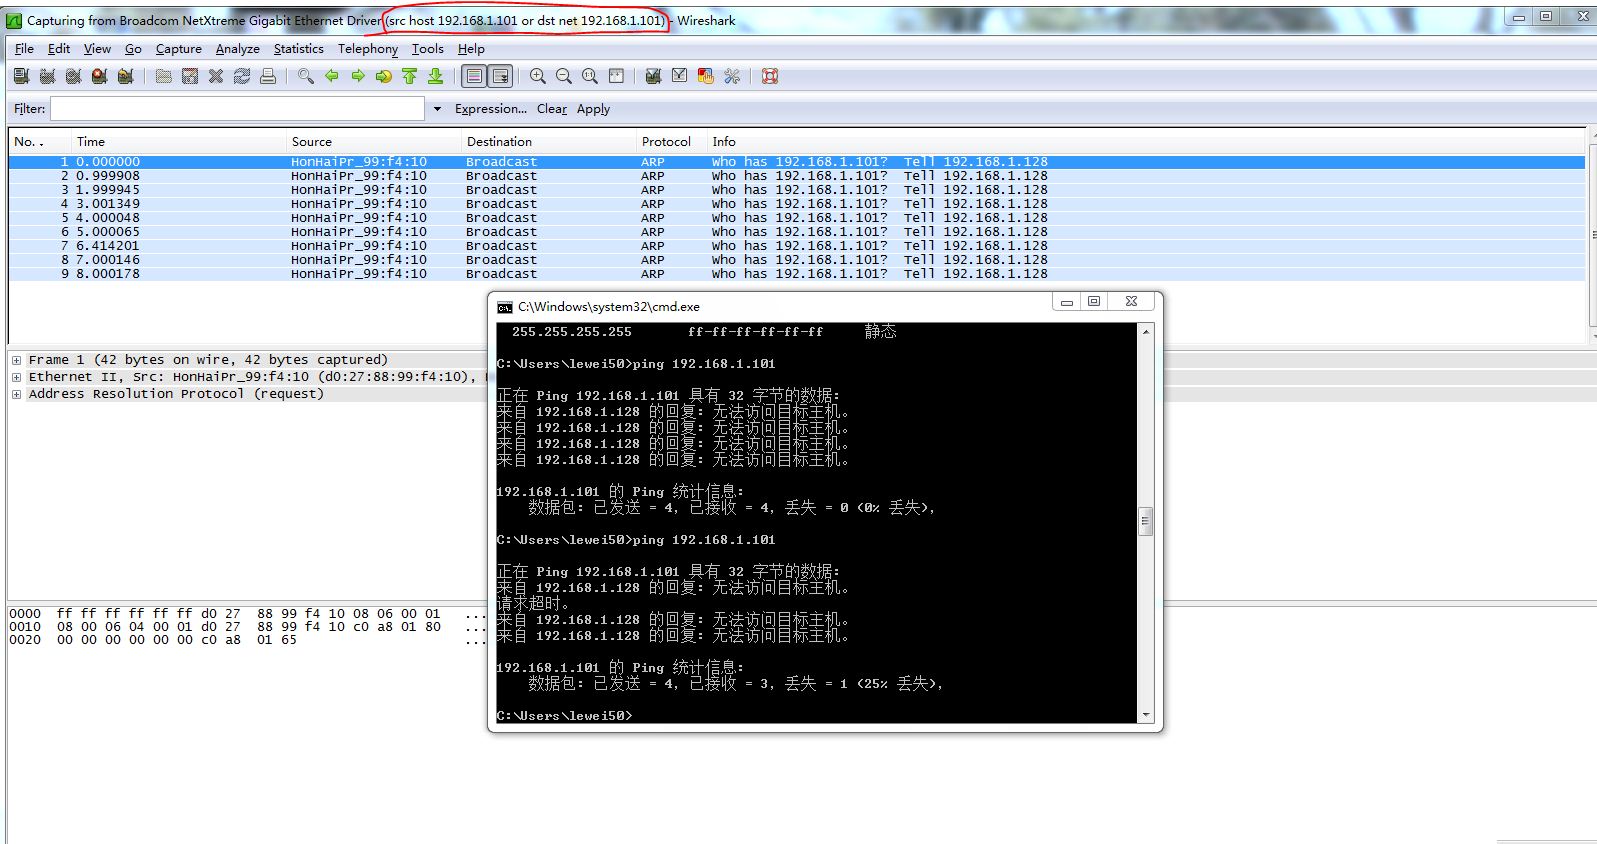 Capturing from Broadcom NetXtreme Gigabit Ethernet Driver (src host 192.168.1.101 or dst net 192.168.1.101) - Wireshark
File Edit View Go Capture Analyze Statistics Telephony Tools Help
Filter: Expression... Clear Apply
No. . Time Source Destination Protocol Info
1 0.000000 HonHaiPr_99:f4:10 Broadcast ARP Who has 192.168.1.101? Tell 192.168.1.128
2 0.999908 HonHaiPr_99:f4:10 Broadcast ARP Who has 192.168.1.101? Tell 192.168.1.128
3 1.999945 HonHaiPr_99:f4:10 Broadcast ARP Who has 192.168.1.101? Tell 192.168.1.128
4 3.001349 HonHaiPr_99:f4:10 Broadcast ARP Who has 192.168.1.101? Tell 192.168.1.128
5 4.000048 HonHaiPr_99:f4:10 Broadcast ARP Who has 192.168.1.101? Tell 192.168.1.128
6 5.000065 HonHaiPr_99:f4:10 Broadcast ARP Who has 192.168.1.101? Tell 192.168.1.128
7 6.414201 HonHaiPr_99:f4:10 Broadcast ARP Who has 192.168.1.101? Tell 192.168.1.128
8 7.000146 HonHaiPr_99:f4:10 Broadcast ARP Who has 192.168.1.101? Tell 192.168.1.128
9 8.000178 HonHaiPr_99:f4:10 Broadcast ARP Who has 192.168.1.101? Tell 192.168.1.128
Frame 1 (42 bytes on wire, 42 bytes captured)
Ethernet II, Src: HonHaiPr_99:f4:10 (d0:27:88:99:f4:10),
Address Resolution Protocol (request)
0000 ff ff ff ff ff ff d0 27 88 99 f4 10 08 06 00 01 ...
0010 08 00 06 04 00 01 d0 27 88 99 f4 10 c0 a8 01 80 ...
0020 00 00 00 00 00 00 c0 a8 01 65 ...
C:\Windows\system32\cmd.exe
255.255.255.255 ff-ff-ff-ff-ff-ff 静态
C:\Users\lewei50>ping 192.168.1.101
正在 Ping 192.168.1.101 具有 32 字节的数据:
来自 192.168.1.128 的回复: 无法访问目标主机。
来自 192.168.1.128 的回复: 无法访问目标主机。
来自 192.168.1.128 的回复: 无法访问目标主机。
来自 192.168.1.128 的回复: 无法访问目标主机。
192.168.1.101 的 Ping 统计信息:
数据包: 已发送 = 4, 已接收 = 4, 丢失 = 0 (0% 丢失),
C:\Users\lewei50>ping 192.168.1.101
正在 Ping 192.168.1.101 具有 32 字节的数据:
来自 192.168.1.128 的回复: 无法访问目标主机。
请求超时。
来自 192.168.1.128 的回复: 无法访问目标主机。
来自 192.168.1.128 的回复: 无法访问目标主机。
192.168.1.101 的 Ping 统计信息:
数据包: 已发送 = 4, 已接收 = 3, 丢失 = 1 (25% 丢失),
C:\Users\lewei50>